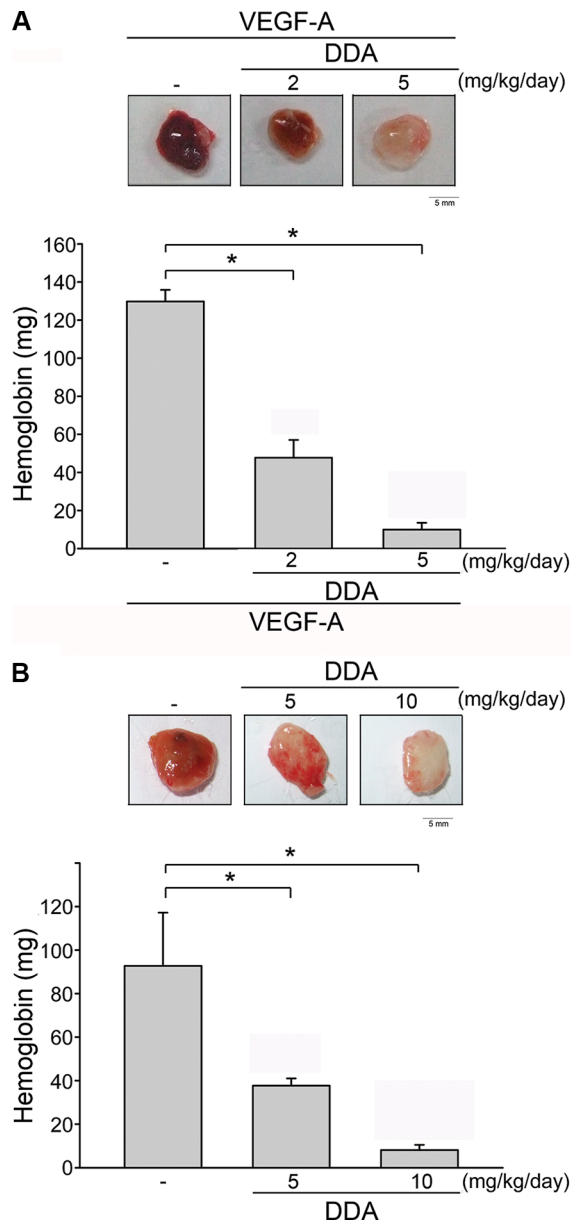 A
VEGF-A
DDA
- 2 5 (mg/kg/day)
5 mm
* *
160
140
120
100
80
60
40
20
0
Hemoglobin (mg)
- 2 5 (mg/kg/day)
DDA
VEGF-A
B
DDA
- 5 10 (mg/kg/day)
5 mm
* *
120
100
80
60
40
20
0
Hemoglobin (mg)
- 5 10 (mg/kg/day)
DDA